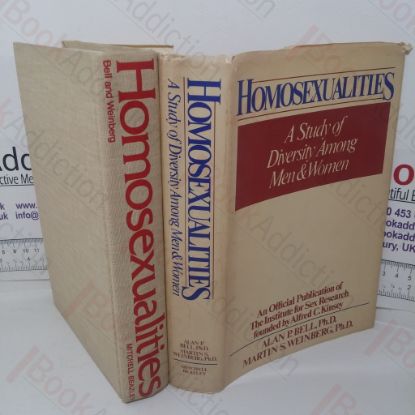 Bell and Weinberg
Homosexualities
MITCHELL BEAZLEY
HOMOSEXUALITIES
A Study of Diversity Among Men & Women
ALAN P.
BELL, Ph.D.
MARTIN S.
WEINBERG, Ph.D.
MITCHELL
BEAZLEY
HOMOSEXUALITIES
A Study of
Diversity Among
Men & Women
An Official Publication of
The Institute for Sex Research
founded by Alfred C. Kinsey
ALAN P. BELL, Ph.D.
MARTIN S. WEINBERG, Ph.D.